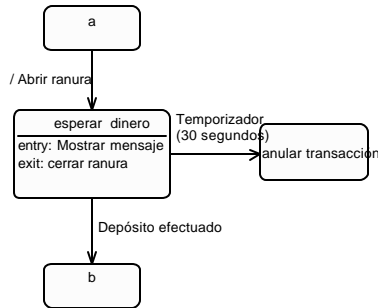 a
/ Abrir ranura
esperar dinero
entry: Mostrar mensaje
exit: cerrar ranura
Temporizador
(30 segundos)
anular transacción
Depósito efectuado
b